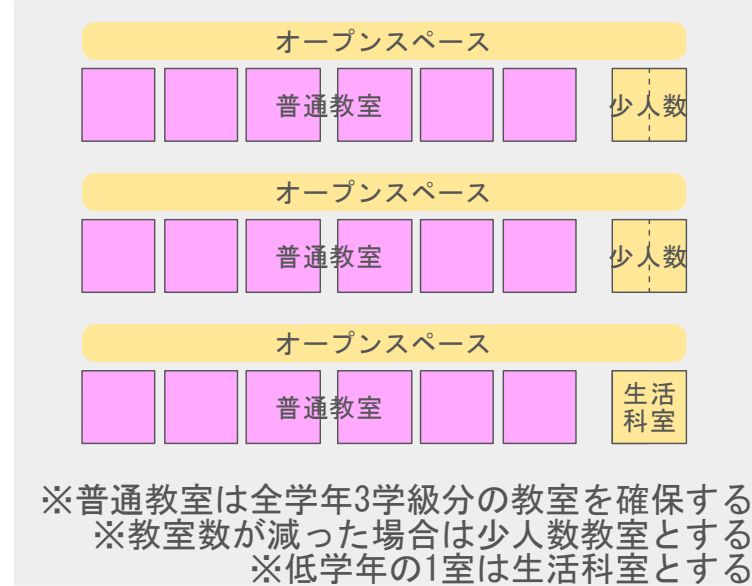 オープンスペース
普通教室
少人数
オープンスペース
普通教室
少人数
オープンスペース
普通教室
生活
科室
※普通教室は全学年3学級分の教室を確保する
※教室数が減った場合は少人数教室とする
※低学年の1室は生活科室とする